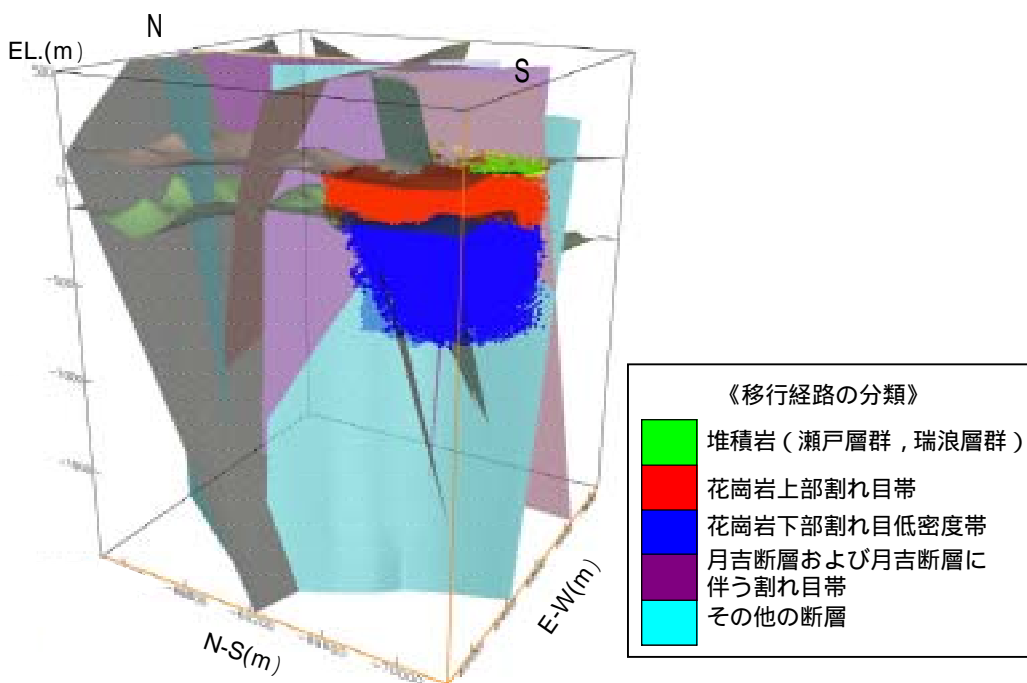 N
EL.(m)
S
0
N-S(m)
E-W(m)
《移行経路の分類》
堆積岩(瀬戸層群,瑞浪層群)
花崗岩上部割れ目帯
花崗岩下部割れ目低密度帯
月吉断層および月吉断層に
伴う割れ目帯
その他の断層